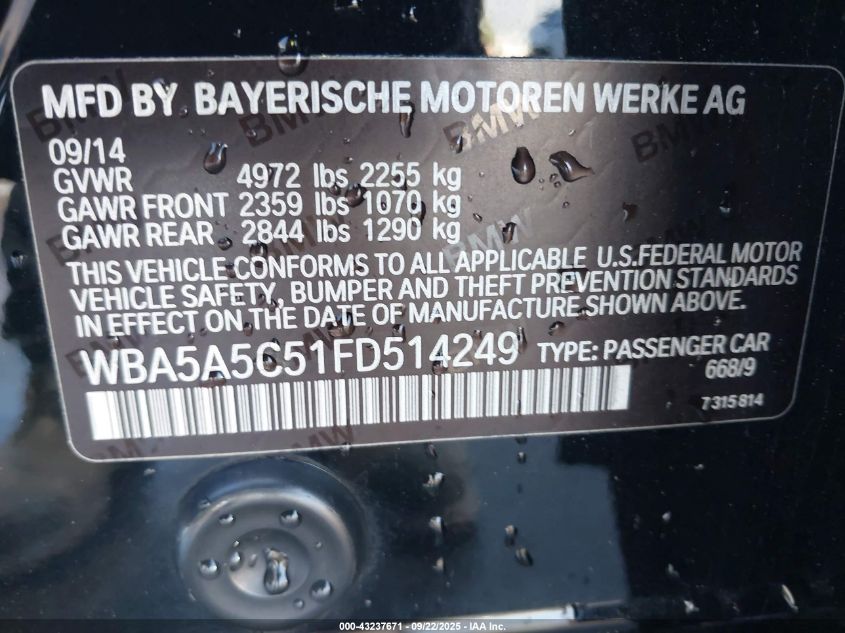 MFD BY BAYERISCHE MOTOREN WERKE AG
09/14
GVWR 4972 lbs 2255 kg
GAWR FRONT 2359 lbs 1070 kg
GAWR REAR 2844 lbs 1290 kg
THIS VEHICLE CONFORMS TO ALL APPLICABLE U.S.FEDERAL MOTOR
VEHICLE SAFETY, BUMPER AND THEFT PREVENTION STANDARDS
IN EFFECT ON THE DATE OF MANUFACTURE SHOWN ABOVE.
WBA5A5C51FD514249 TYPE: PASSENGER CAR
668/9
7 315 814
000-43237671 - 09/22/2025 - IAA Inc.